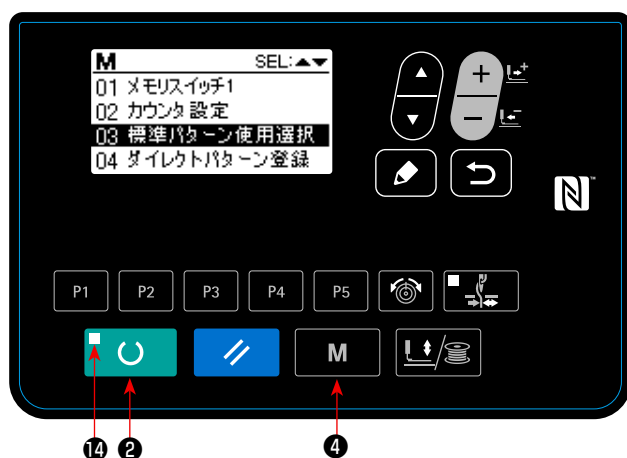 M SEL:▲▼
01 メモリスイッチ1
02 カウンタ設定
03 標準パターン使用選択
04 ダイレクトパターン登録
P1 P2 P3 P4 P5
M
⓮ ❷ ❹